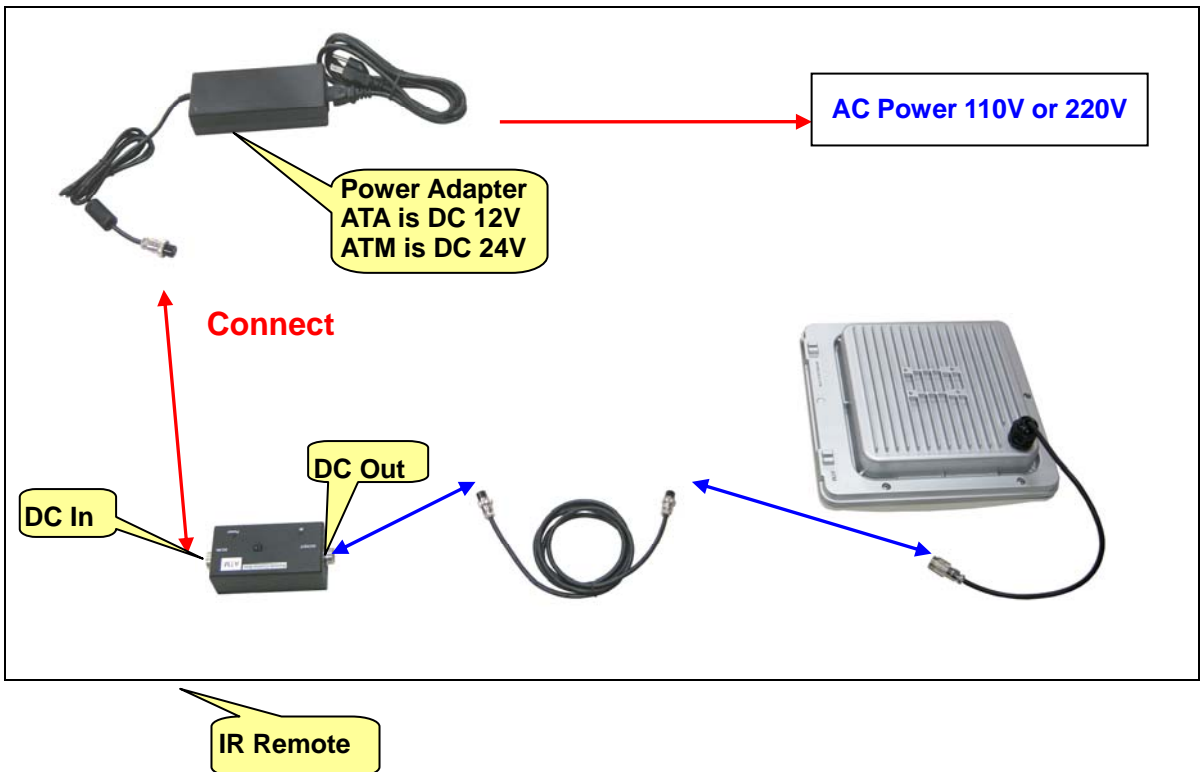 AC Power 110V or 220V
Power Adapter
ATA is DC 12V
ATM is DC 24V
Connect
DC Out
DC In
ATM
IR Remote